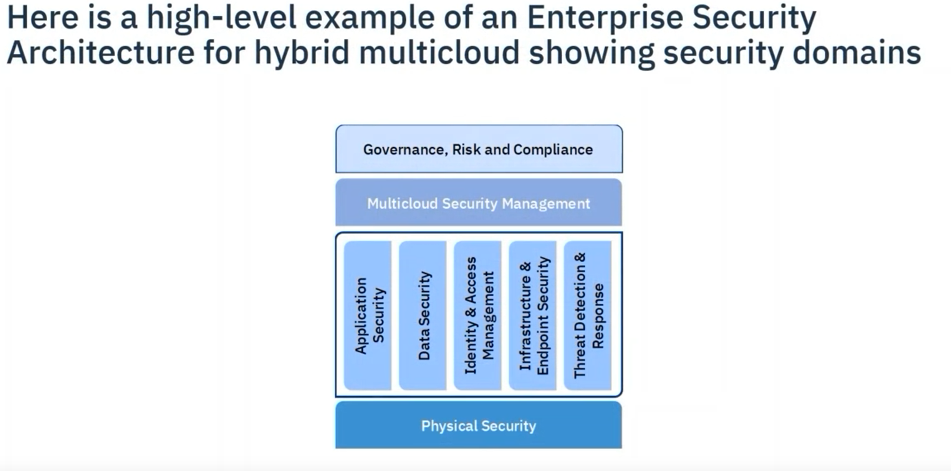 Here is a high-level example of an Enterprise Security
Architecture for hybrid multicloud showing security domains
Governance, Risk and Compliance
Multicloud Security Management
Application
Security
Data Security
Identity & Access
Management
Infrastructure &
Endpoint Security
Threat Detection &
Response
Physical Security